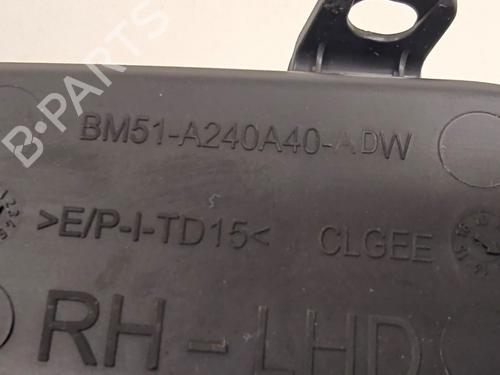 B-PARTS
BM51-A240A40-ADW
>E/P-I-TD15<
CLGEE
RH-LHD